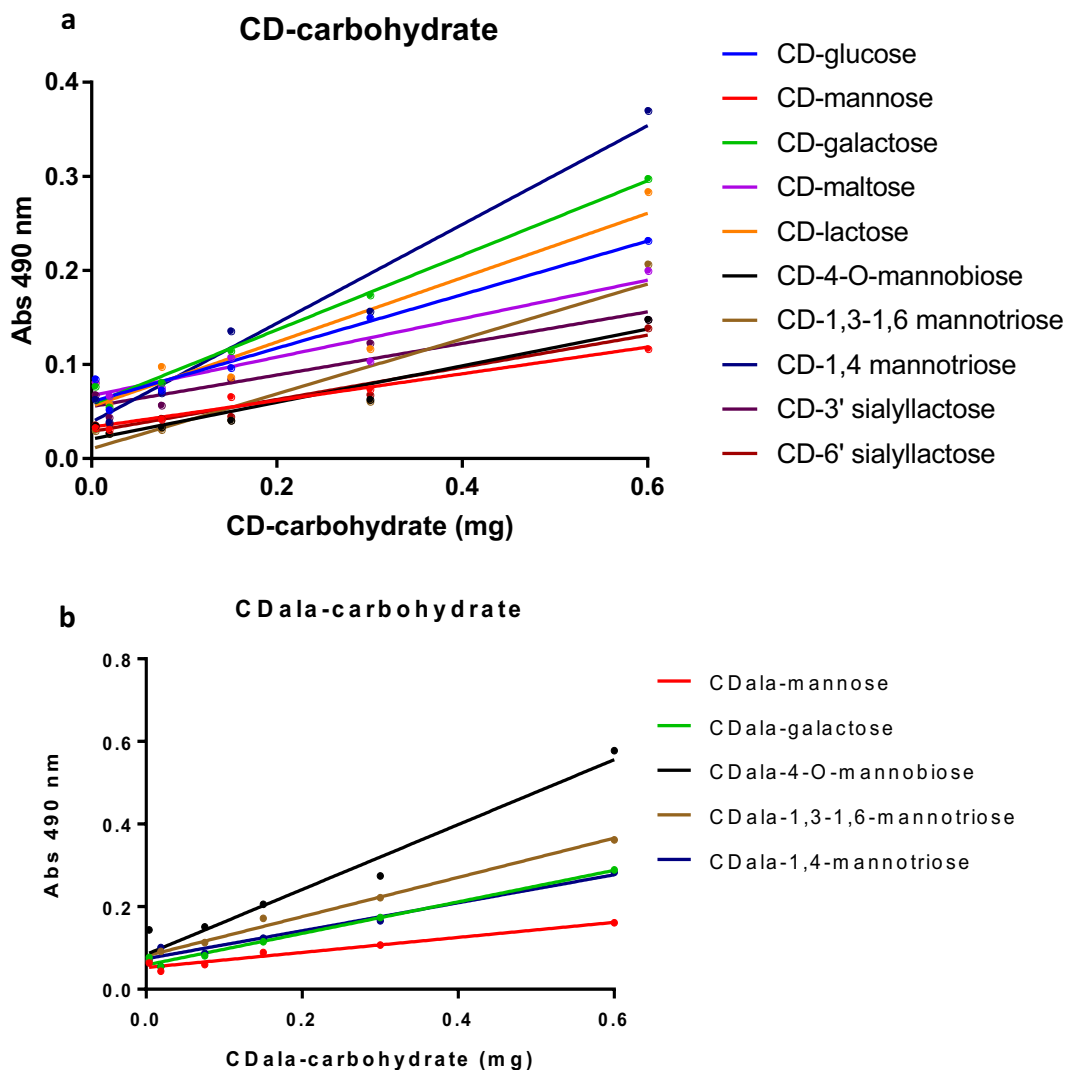 a
CD-carbohydrate
0.4
0.3
0.2
0.1
0.0
Abs 490 nm
0.0 0.2 0.4 0.6
CD-carbohydrate (mg)
CD-glucose
CD-mannose
CD-galactose
CD-maltose
CD-lactose
CD-4-O-mannobiose
CD-1,3-1,6 mannotriose
CD-1,4 mannotriose
CD-3' sialyllactose
CD-6' sialyllactose
b
CDala-carbohydrate
0.8
0.6
0.4
0.2
0.0
Abs 490 nm
0.0 0.2 0.4 0.6
CDala-carbohydrate (mg)
CDala-mannose
CDala-galactose
CDala-4-O-mannobiose
CDala-1,3-1,6-mannotriose
CDala-1,4-mannotriose